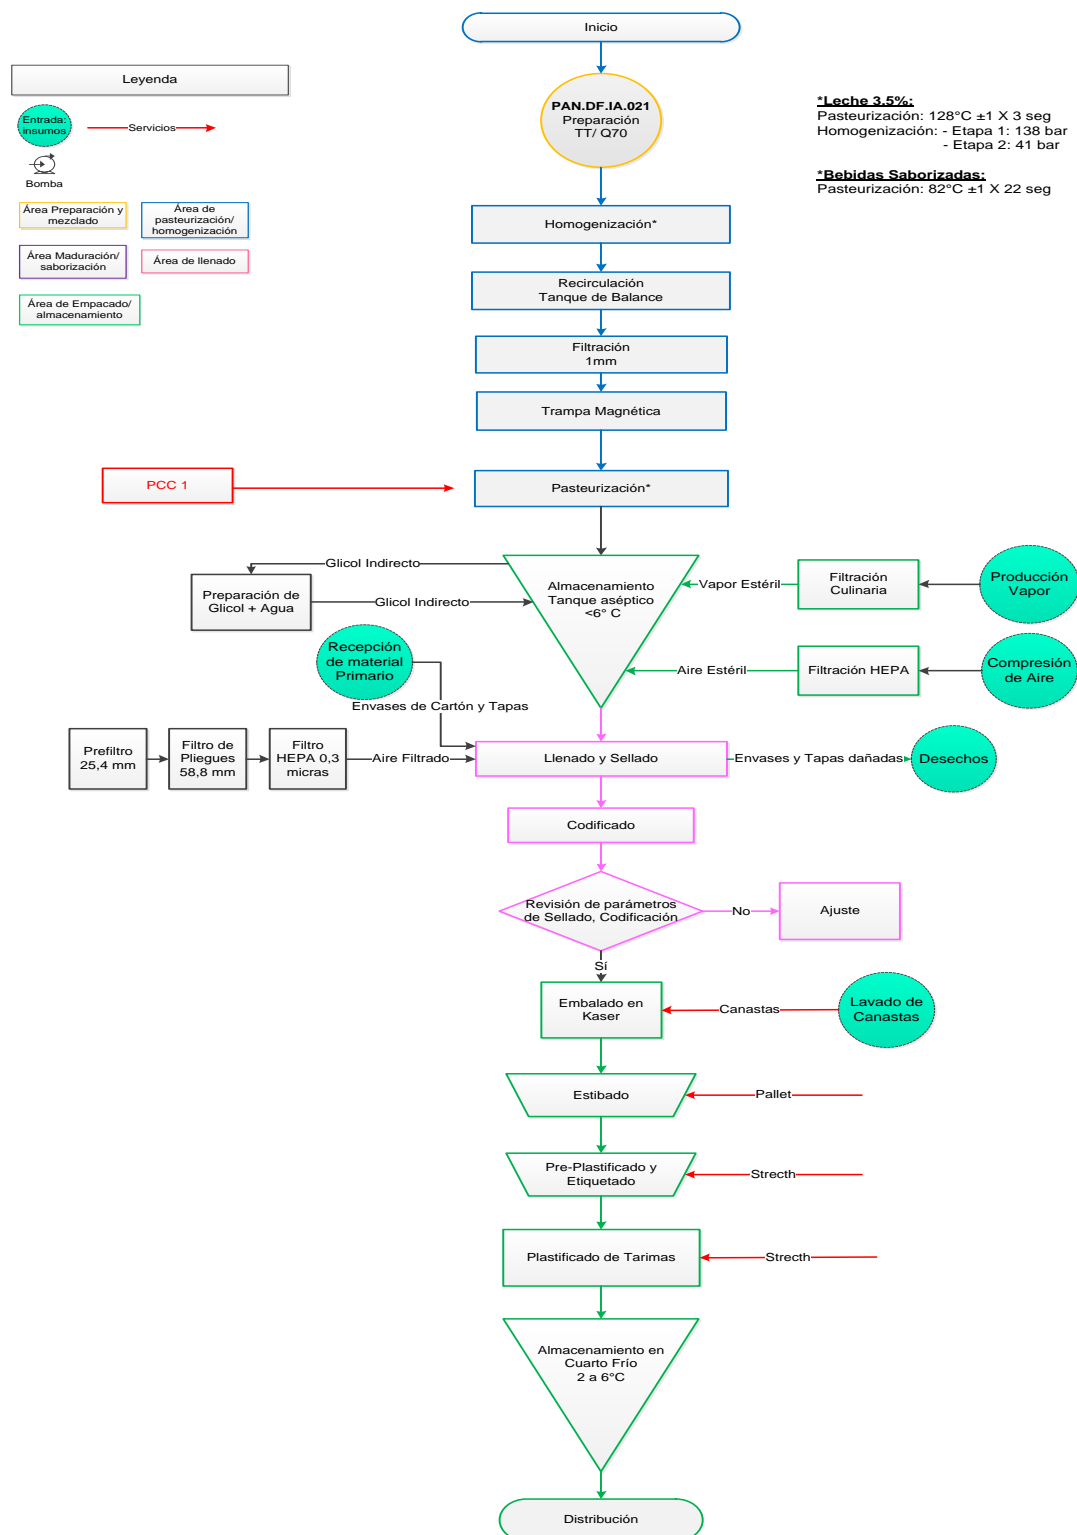 Inicio
Leyenda
Entrada:
insumos
Servicios
Bomba
Área Preparación y
mezclado
Área de
pasteurización/
homogenización
Área Maduración/
saborización
Área de llenado
Área de Empacado/
almacenamiento
PAN.DF.IA.021
Preparación
TT/ Q70
*Leche 3.5%:
Pasteurización: 128°C ±1 X 3 seg
Homogenización: - Etapa 1: 138 bar
- Etapa 2: 41 bar
*Bebidas Saborizadas:
Pasteurización: 82°C ±1 X 22 seg
Homogenización*
Recirculación
Tanque de Balance
Filtración
1mm
Trampa Magnética
PCC 1
Pasteurización*
Glicol Indirecto
Preparación de
Glicol + Agua
Glicol Indirecto
Almacenamiento
Tanque aséptico
<6° C
Vapor Estéril
Filtración
Culinaria
Producción
Vapor
Recepción
de material
Primario
Aire Estéril
Filtración HEPA
Compresión
de Aire
Envases de Cartón y Tapas
Prefiltro
25,4 mm
Filtro de
Pliegues
58,8 mm
Filtro
HEPA 0,3
micras
Aire Filtrado
Llenado y Sellado
Envases y Tapas dañadas
Desechos
Codificado
Revisión de parámetros
de Sellado, Codificación
No
Ajuste
Sí
Embalado en
Kaser
Canastas
Lavado de
Canastas
Estibado
Pallet
Pre-Plastificado y
Etiquetado
Strecth
Plastificado de Tarimas
Strecth
Almacenamiento en
Cuarto Frío
2 a 6°C
Distribución